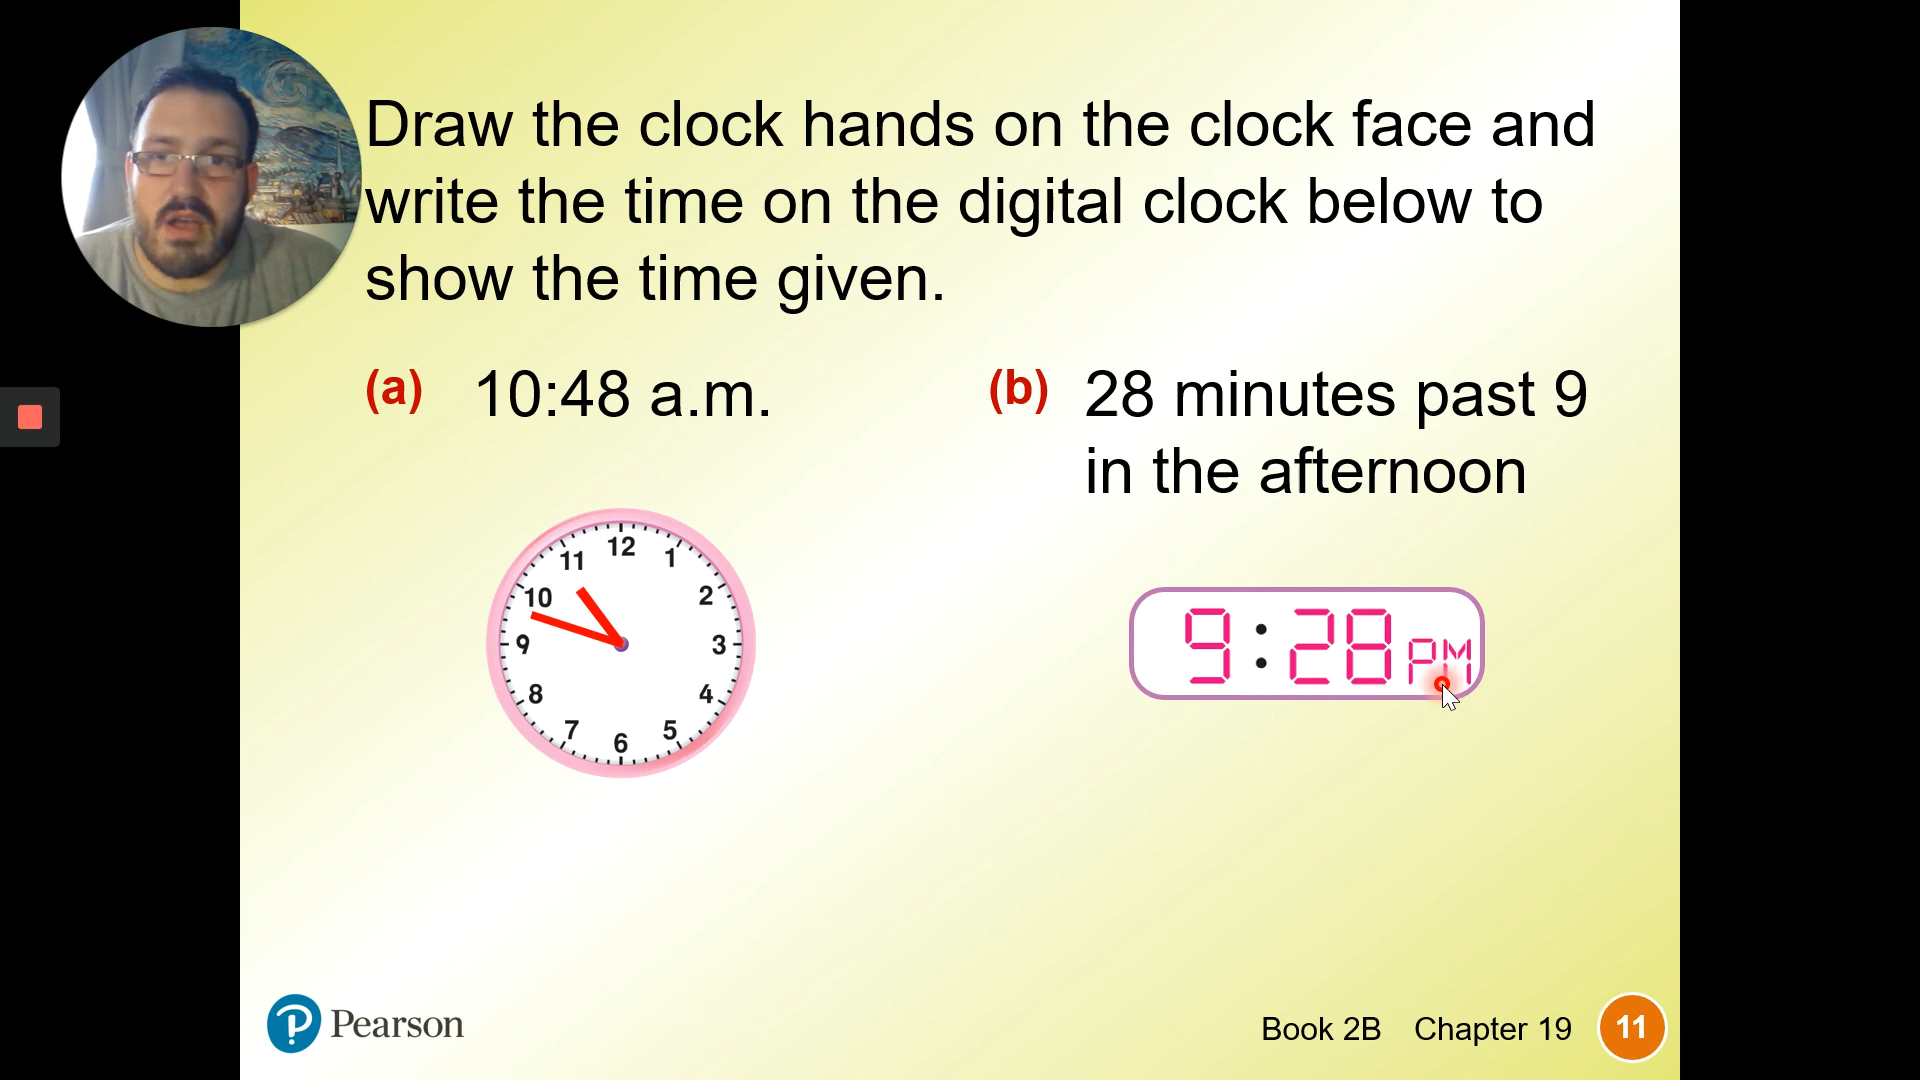 Draw the clock hands on the clock face and
write the time on the digital clock below to
show the time given.
(a) 10:48 a.m.
(b) 28 minutes past 9
in the afternoon
12
11
1
10
2
9
3
8
4
7
5
6
9:28 PM
Pearson
Book 2B Chapter 19 11